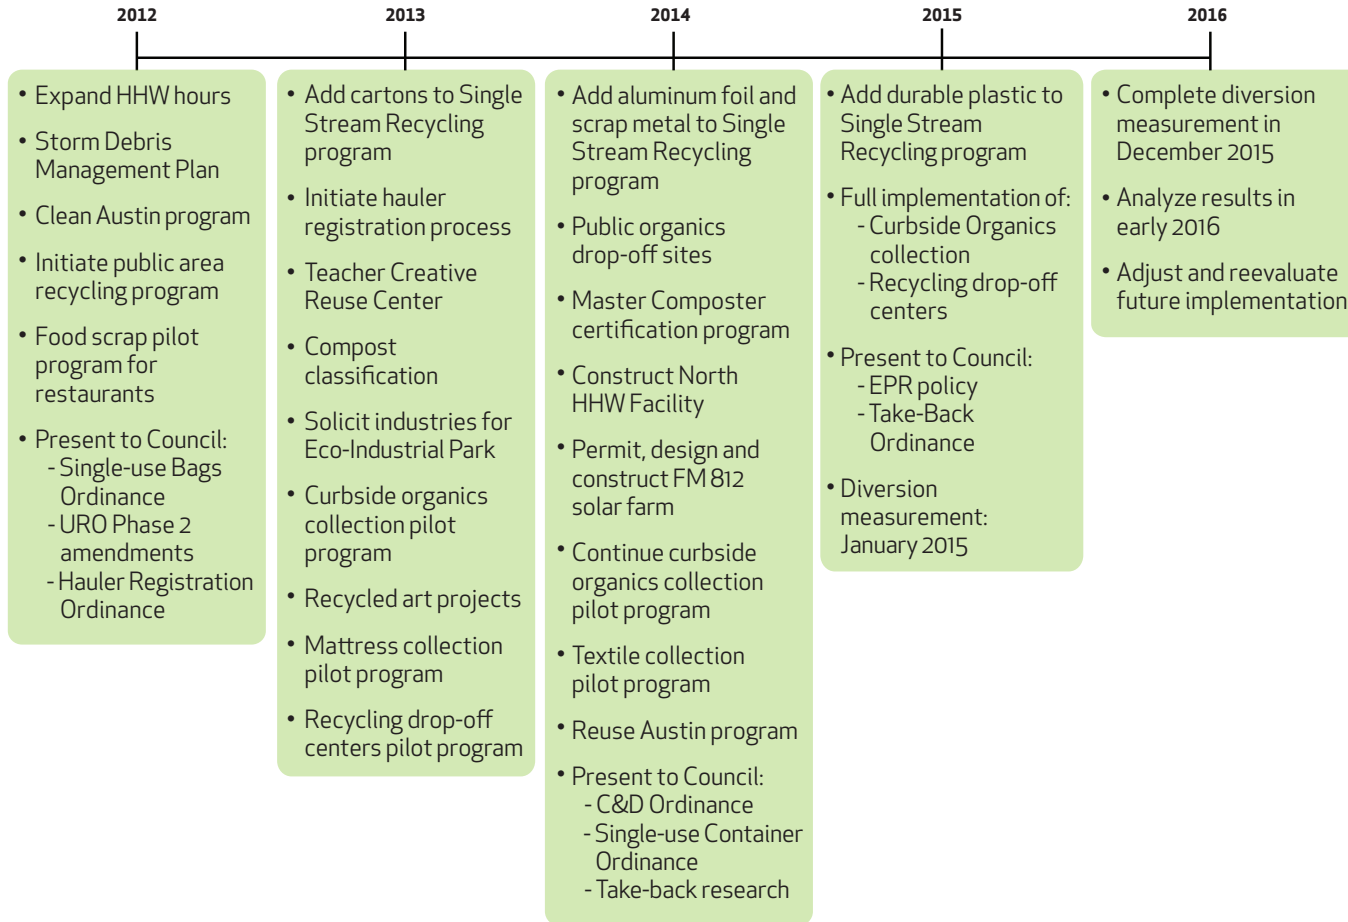 2012
2013
2014
2015
2016
• Expand HHW hours
• Storm Debris
Management Plan
• Clean Austin program
• Initiate public area
recycling program
• Food scrap pilot
program for
restaurants
• Present to Council:
- Single-use Bags
Ordinance
- URO Phase 2
amendments
- Hauler Registration
Ordinance
• Add cartons to Single
Stream Recycling
program
• Initiate hauler
registration process
• Teacher Creative
Reuse Center
• Compost
classification
• Solicit industries for
Eco-Industrial Park
• Curbside organics
collection pilot
program
• Recycled art projects
• Mattress collection
pilot program
• Recycling drop-off
centers pilot program
• Add aluminum foil and
scrap metal to Single
Stream Recycling
program
• Public organics
drop-off sites
• Master Composter
certification program
• Construct North
HHW Facility
• Permit, design and
construct FM 812
solar farm
• Continue curbside
organics collection
pilot program
• Textile collection
pilot program
• Reuse Austin program
• Present to Council:
- C&D Ordinance
- Single-use Container
Ordinance
- Take-back research
• Add durable plastic to
Single Stream
Recycling program
• Full implementation of:
- Curbside Organics
collection
- Recycling drop-off
centers
• Present to Council:
- EPR policy
- Take-Back
Ordinance
• Diversion
measurement:
January 2015
• Complete diversion
measurement in
December 2015
• Analyze results in
early 2016
• Adjust and reevaluate
future implementation